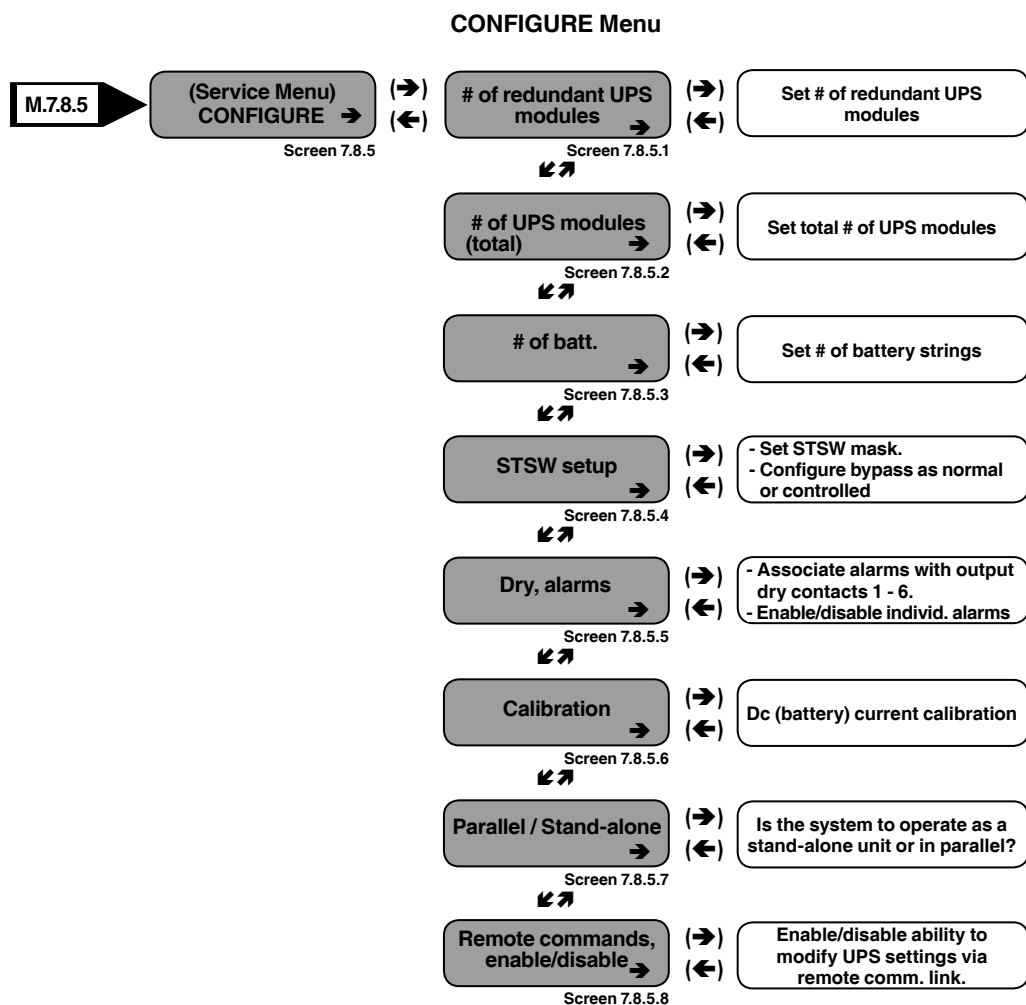 CONFIGURE Menu
M.7.8.5
(Service Menu)
CONFIGURE ➔
Screen 7.8.5
(➔)
(←)
# of redundant UPS
modules
➔
Screen 7.8.5.1
(➔)
(←)
Set # of redundant UPS
modules
↙↗
# of UPS modules
(total) ➔
Screen 7.8.5.2
(➔)
(←)
Set total # of UPS modules
↙↗
# of batt.
➔
Screen 7.8.5.3
(➔)
(←)
Set # of battery strings
↙↗
STSW setup
➔
Screen 7.8.5.4
(➔)
(←)
- Set STSW mask.
- Configure bypass as normal
or controlled
↙↗
Dry, alarms
➔
Screen 7.8.5.5
(➔)
(←)
- Associate alarms with output
dry contacts 1 - 6.
- Enable/disable individ. alarms
↙↗
Calibration
➔
Screen 7.8.5.6
(➔)
(←)
Dc (battery) current calibration
↙↗
Parallel / Stand-alone
➔
Screen 7.8.5.7
(➔)
(←)
Is the system to operate as a
stand-alone unit or in parallel?
↙↗
Remote commands,
enable/disable ➔
Screen 7.8.5.8
(➔)
(←)
Enable/disable ability to
modify UPS settings via
remote comm. link.